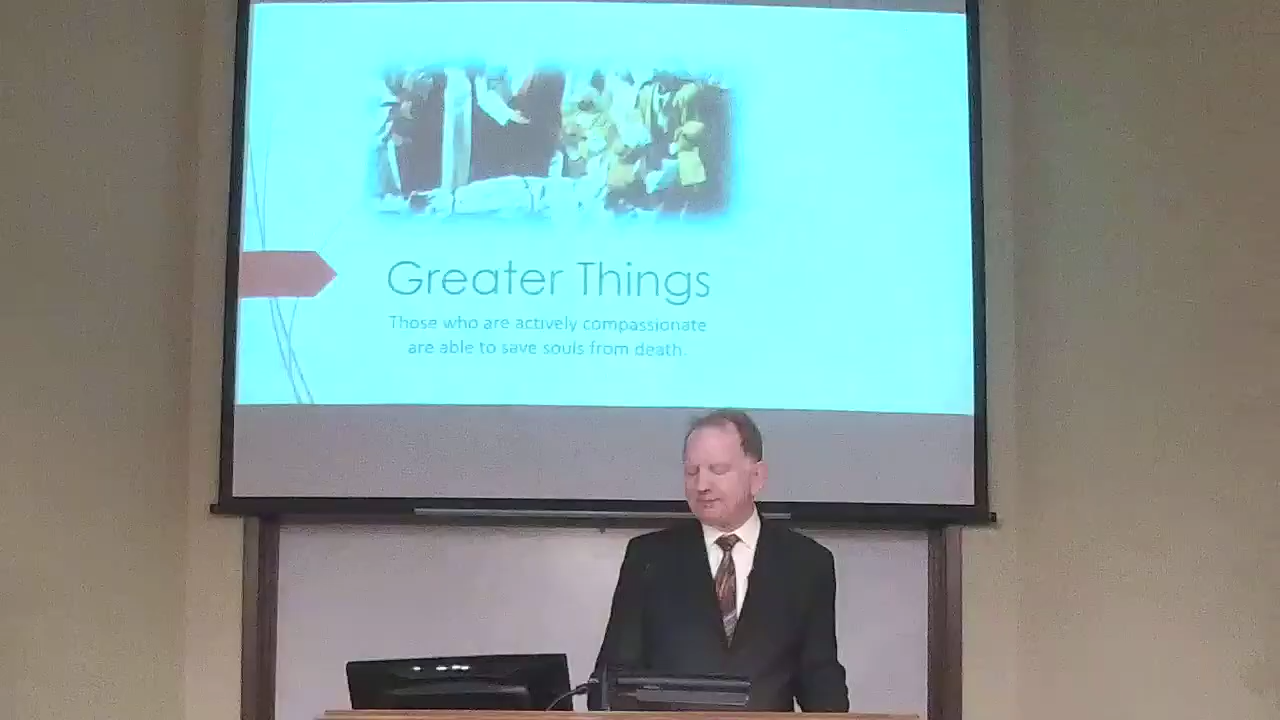 Greater Things
Those who are actively compassionate
are able to save souls from death.